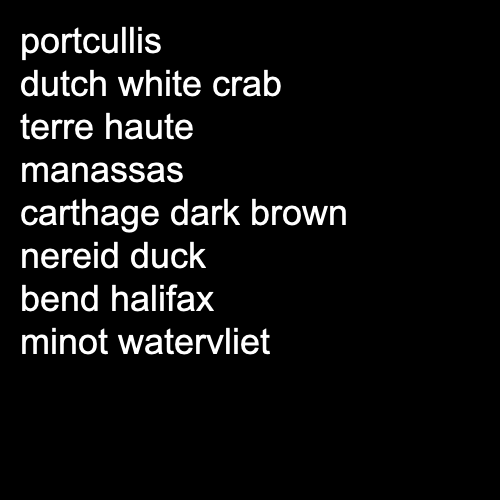 portcullis
dutch white crab
terre haute
manassas
carthage dark brown
nereid duck
bend halifax
minot watervliet